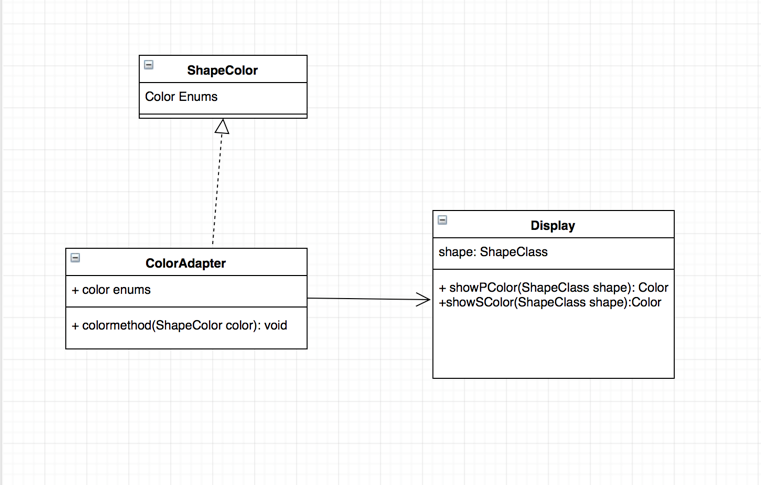 ShapeColor
Color Enums
ColorAdapter
+ color enums
+ colormethod(ShapeColor color): void
Display
shape: ShapeClass
+ showPColor(ShapeClass shape): Color
+showSColor(ShapeClass shape):Color